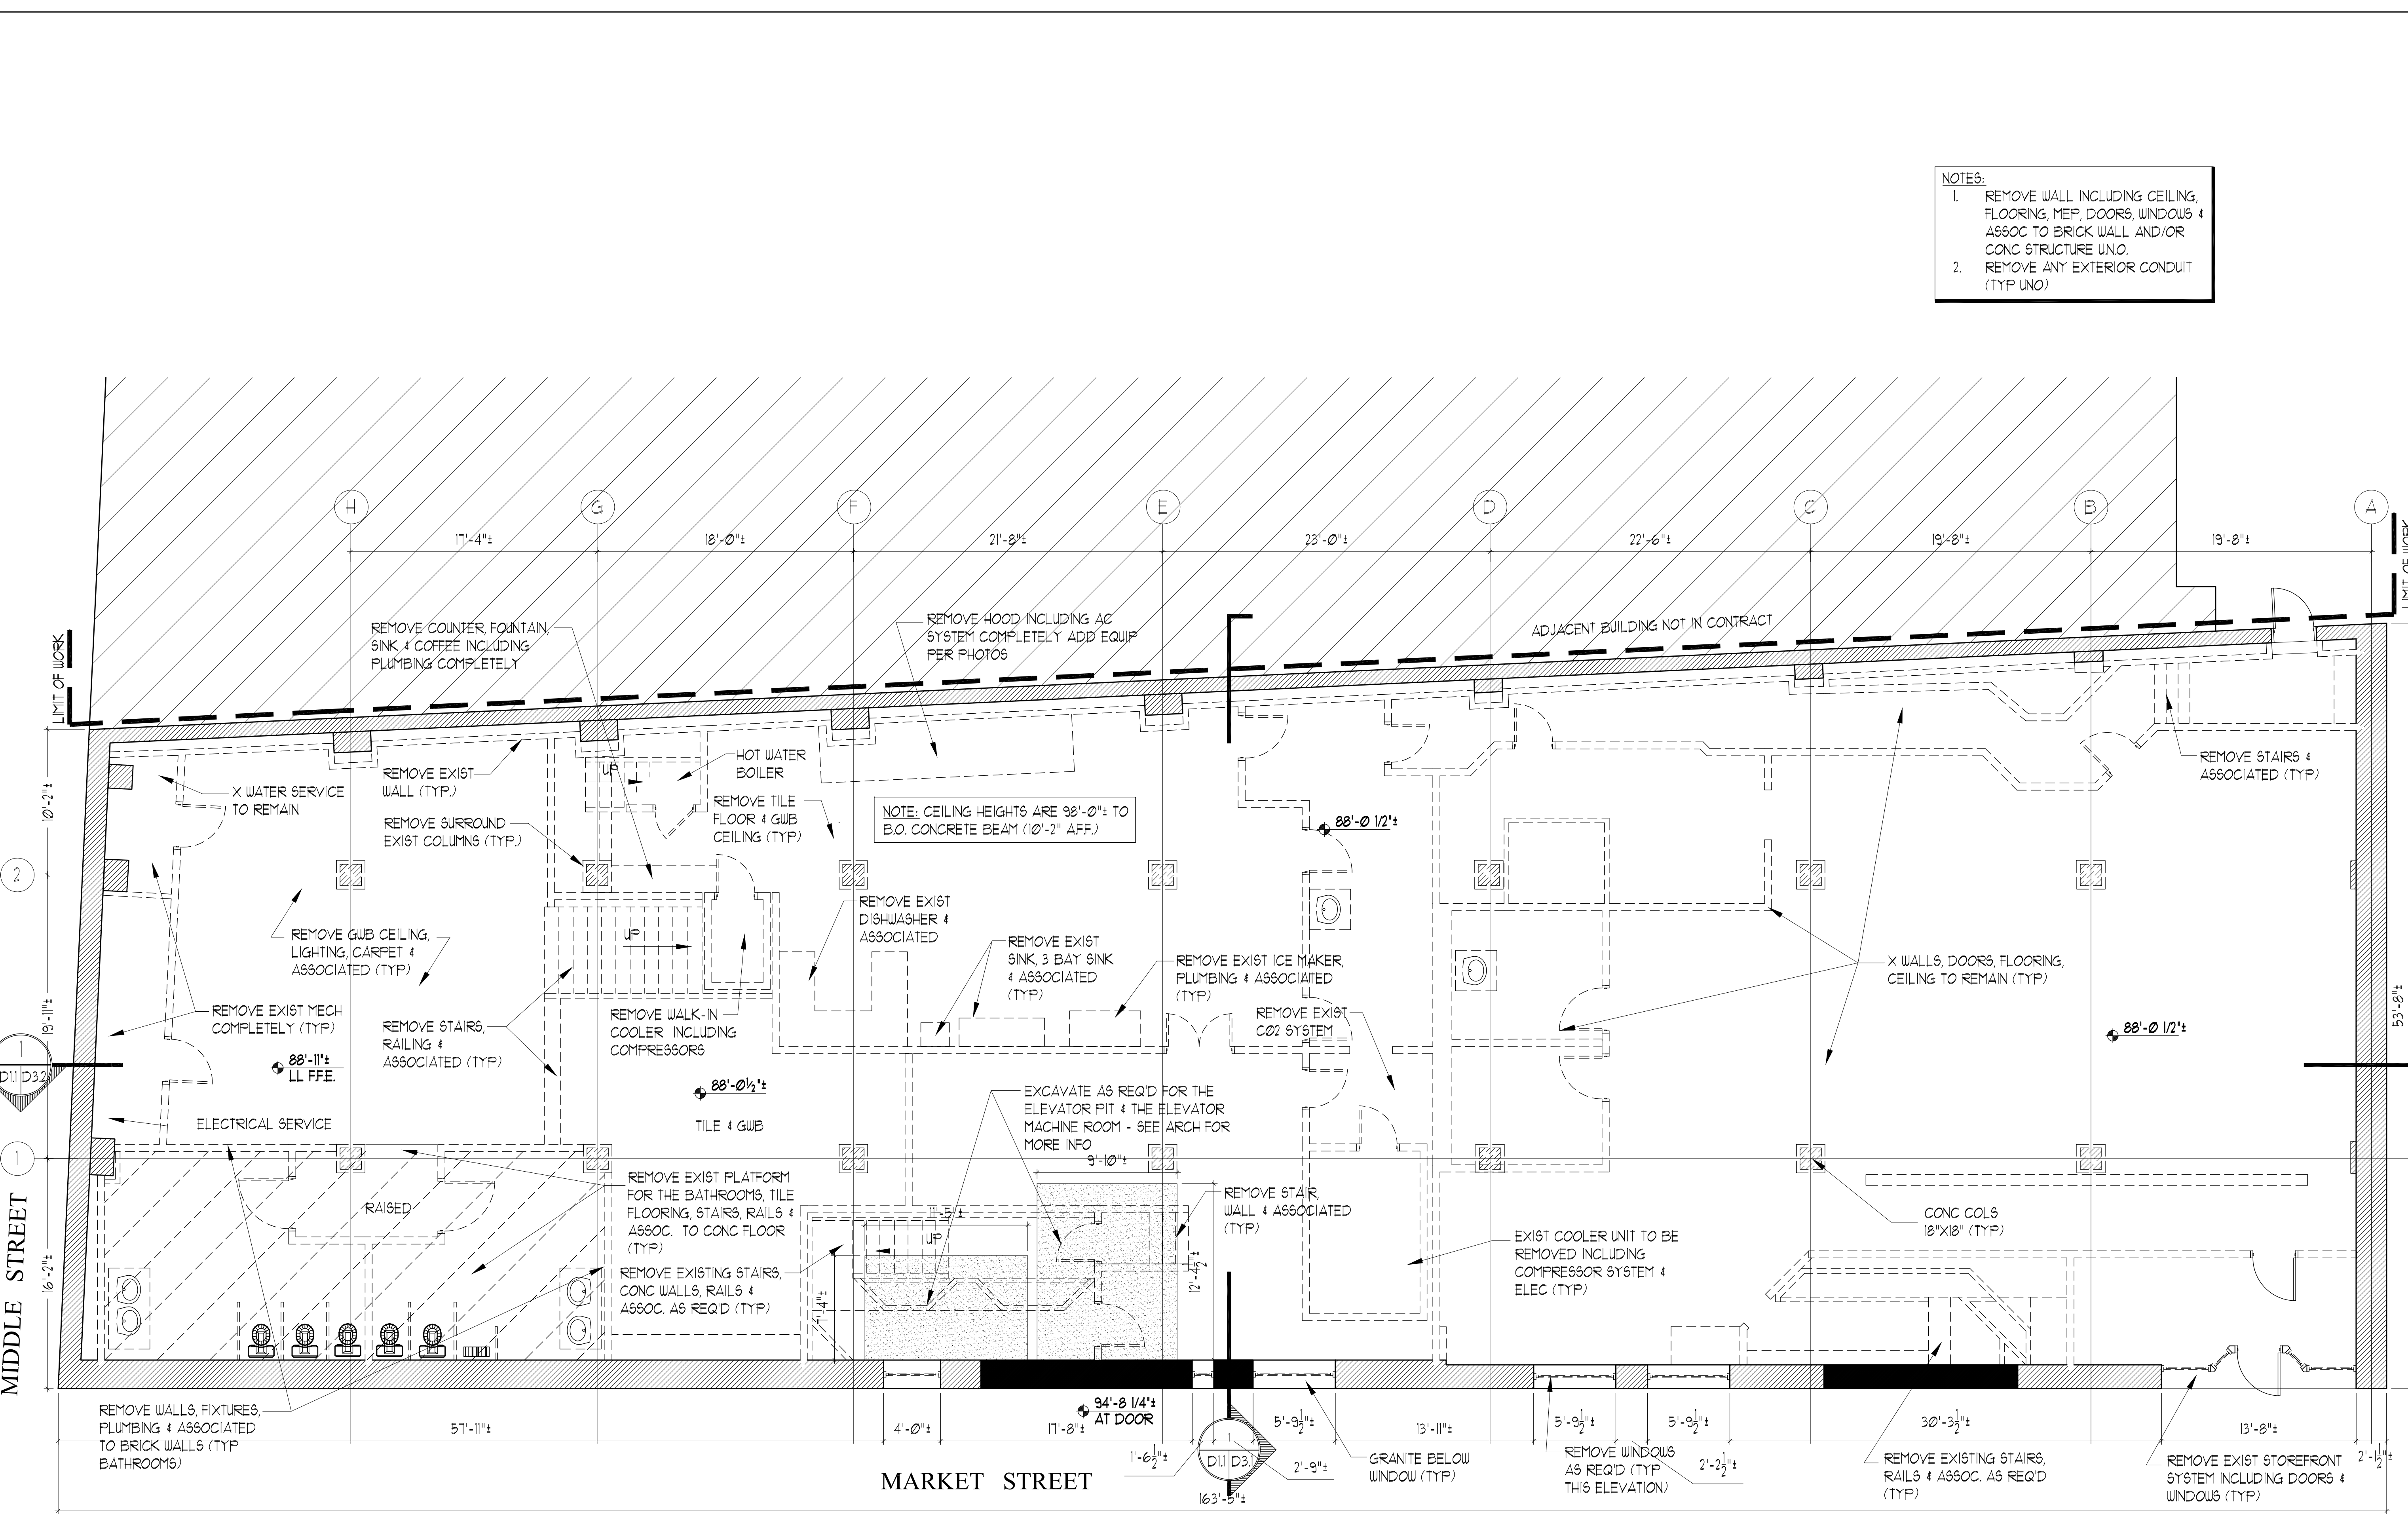 NOTES:
1. REMOVE WALL INCLUDING CEILING,
FLOORING, MEP, DOORS, WINDOWS &
ASSOC TO BRICK WALL AND/OR
CONC STRUCTURE U.N.O.
2. REMOVE ANY EXTERIOR CONDUIT
(TYP UNO)
H
G
F
E
D
C
B
A
17'-4"±
18'-0"±
21'-8"±
23'-0"±
22'-6"±
19'-8"±
19'-8"±
LIMIT OF WORK
LIMIT OF WORK
ADJACENT BUILDING NOT IN CONTRACT
REMOVE COUNTER, FOUNTAIN,
SINK & COFFEE INCLUDING
PLUMBING COMPLETELY
REMOVE HOOD INCLUDING AC
SYSTEM COMPLETELY ADD EQUIP
PER PHOTOS
X WATER SERVICE
TO REMAIN
REMOVE EXIST
WALL (TYP.)
UP
HOT WATER
BOILER
REMOVE SURROUND
EXIST COLUMNS (TYP.)
REMOVE TILE
FLOOR & GWB
CEILING (TYP)
NOTE: CEILING HEIGHTS ARE 98'-0"± TO
B.O. CONCRETE BEAM (10'-2" A.F.F.)
88'-0 1/2"±
REMOVE STAIRS &
ASSOCIATED (TYP)
10'-2"±
2
19'-11"±
1
16'-2"±
53'-8"±
REMOVE GWB CEILING,
LIGHTING, CARPET &
ASSOCIATED (TYP)
UP
REMOVE EXIST
DISHWASHER &
ASSOCIATED
REMOVE EXIST
SINK, 3 BAY SINK
& ASSOCIATED
(TYP)
REMOVE EXIST ICE MAKER,
PLUMBING & ASSOCIATED
(TYP)
X WALLS, DOORS, FLOORING,
CEILING TO REMAIN (TYP)
REMOVE EXIST MECH
COMPLETELY (TYP)
REMOVE STAIRS,
RAILING &
ASSOCIATED (TYP)
REMOVE WALK-IN
COOLER INCLUDING
COMPRESSORS
REMOVE EXIST
CO2 SYSTEM
88'-0 1/2"±
1
D1.1 D3.2
88'-11"±
LL F.F.E.
88'-0½"±
TILE & GWB
EXCAVATE AS REQ'D FOR THE
ELEVATOR PIT & THE ELEVATOR
MACHINE ROOM - SEE ARCH FOR
MORE INFO
ELECTRICAL SERVICE
9'-10"±
RAISED
REMOVE EXIST PLATFORM
FOR THE BATHROOMS, TILE
FLOORING, STAIRS, RAILS &
ASSOC. TO CONC FLOOR
(TYP)
11'-5"±
UP
REMOVE STAIR,
WALL & ASSOCIATED
(TYP)
12'-4½"±
7'-4"±
CONC COLS
18"X18" (TYP)
EXIST COOLER UNIT TO BE
REMOVED INCLUDING
COMPRESSOR SYSTEM &
ELEC (TYP)
REMOVE EXISTING STAIRS,
CONC WALLS, RAILS &
ASSOC. AS REQ'D (TYP)
MIDDLE STREET
REMOVE WALLS, FIXTURES,
PLUMBING & ASSOCIATED
TO BRICK WALLS (TYP
BATHROOMS)
94'-8 1/4"±
AT DOOR
57'-11"±
4'-0"±
17'-8"±
1'-6½"±
2'-9"±
5'-9½"±
13'-11"±
5'-9½"±
2'-2½"±
5'-9½"±
30'-3½"±
13'-8"±
2'-1½"±
1
D1.1 D3.1
GRANITE BELOW
WINDOW (TYP)
REMOVE WINDOWS
AS REQ'D (TYP
THIS ELEVATION)
REMOVE EXISTING STAIRS,
RAILS & ASSOC. AS REQ'D
(TYP)
REMOVE EXIST STOREFRONT
SYSTEM INCLUDING DOORS &
WINDOWS (TYP)
MARKET STREET
163'-5"±